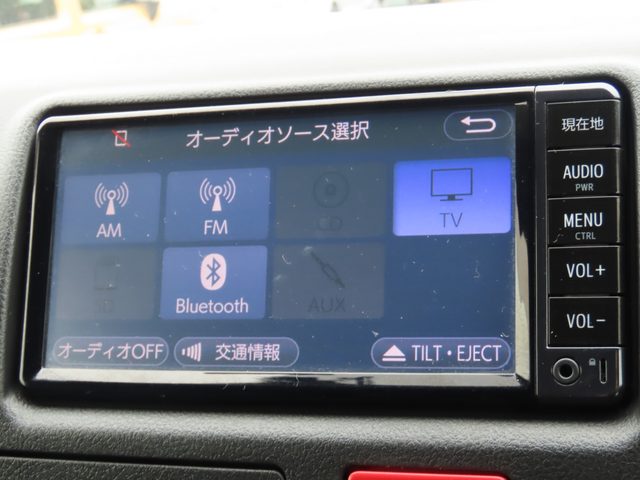 オーディオソース選択
AM
FM
CD
TV
SD
Bluetooth
AUX
オーディオOFF
交通情報
TILT・EJECT
現在地
AUDIO
PWR
MENU
CTRL
VOL+
VOL-